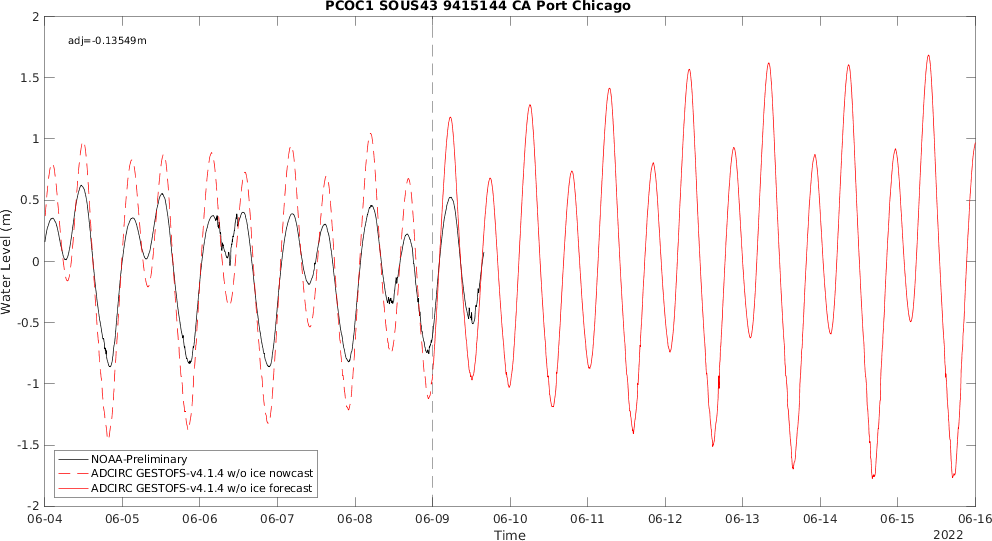 PCOC1 SOUS43 9415144 CA Port Chicago
adj=-0.13549m
2
1.5
1
0.5
0
-0.5
-1
-1.5
-2
Water Level (m)
NOAA-Preliminary
ADCIRC GESTOFS-v4.1.4 w/o ice nowcast
ADCIRC GESTOFS-v4.1.4 w/o ice forecast
06-04 06-05 06-06 06-07 06-08 06-09 06-10 06-11 06-12 06-13 06-14 06-15 06-16
Time
2022